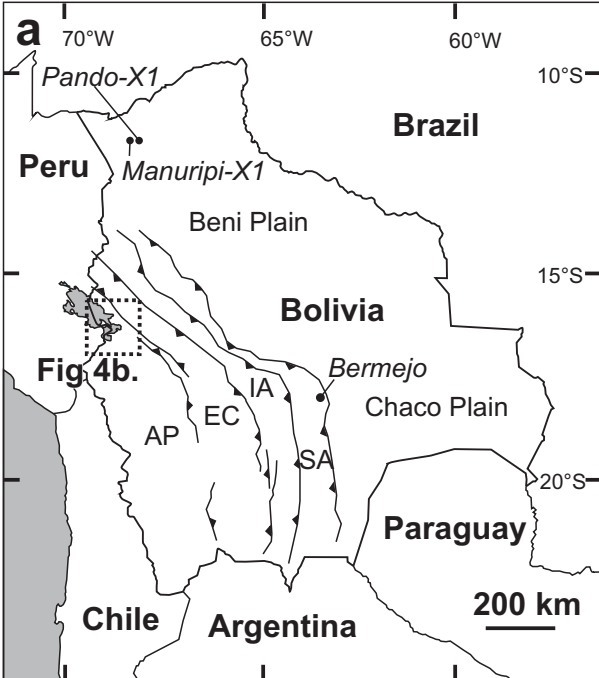 a
70°W
65°W
60°W
10°S
Pando-X1
Brazil
Peru
Manuripi-X1
Beni Plain
15°S
Bolivia
Fig 4b.
Bermejo
IA
EC
Chaco Plain
AP
SA
20°S
Paraguay
200 km
Chile
Argentina